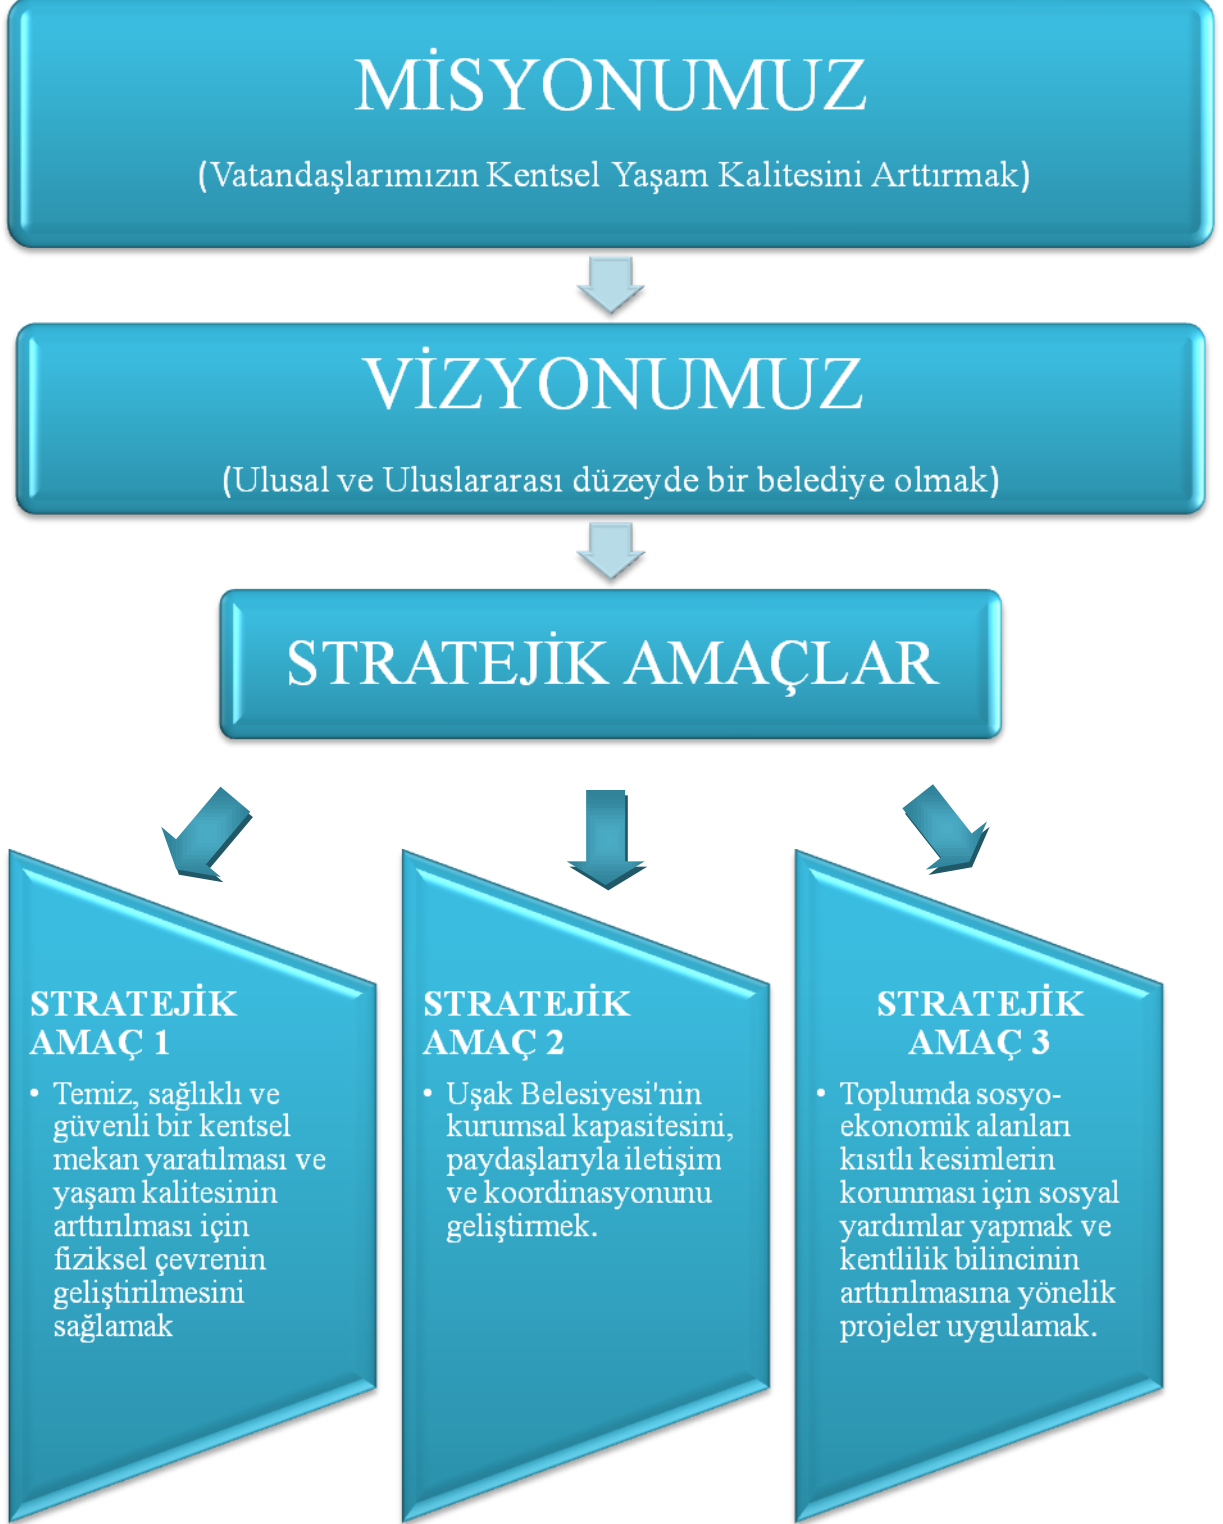 MİSYONUMUZ
(Vatandaşlarımızın Kentsel Yaşam Kalitesini Arttırmak)
VİZYONUMUZ
(Ulusal ve Uluslararası düzeyde bir belediye olmak)
STRATEJİK AMAÇLAR
STRATEJİK
AMAÇ 1
• Temiz, sağlıklı ve
güvenli bir kentsel
mekan yaratılması ve
yaşam kalitesinin
arttırılması için
fiziksel çevrenin
geliştirilmesini
sağlamak
STRATEJİK
AMAÇ 2
• Uşak Belesiyesi'nin
kurumsal kapasitesini,
paydaşlarıyla iletişim
ve koordinasyonunu
geliştirmek.
STRATEJİK
AMAÇ 3
• Toplumda sosyo-
ekonomik alanları
kısıtlı kesimlerin
korunması için sosyal
yardımlar yapmak ve
kentlilik bilincinin
arttırılmasına yönelik
projeler uygulamak.